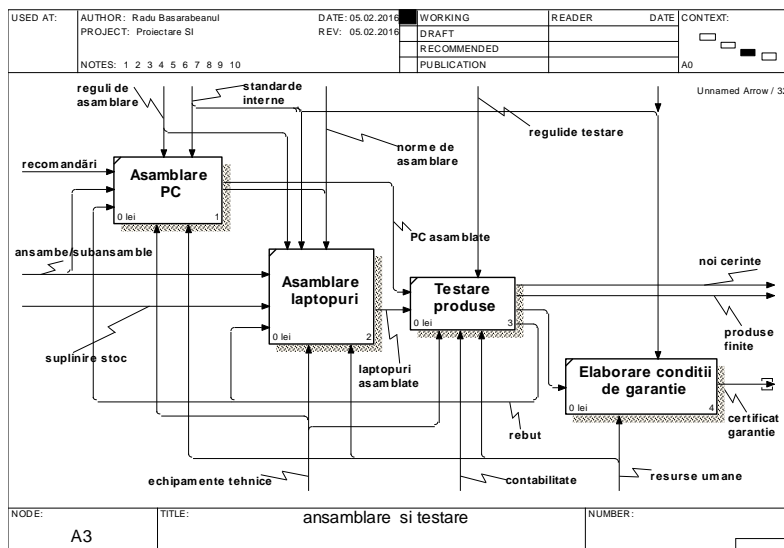 USED AT:
AUTHOR: Radu Basarabeanul
DATE: 05.02.2016
WORKING
READER
DATE
CONTEXT:
PROJECT: Proiectare SI
REV: 05.02.2016
DRAFT
RECOMMENDED
NOTES: 1 2 3 4 5 6 7 8 9 10
PUBLICATION
A0
reguli de
asamblare
standarde
interne
Unnamed Arrow / 32
norme de
asamblare
regulide testare
recomandări
Asamblare
PC
0 lei
1
PC asamblate
ansambe/subansamble
Asamblare
laptopuri
0 lei
2
Testare
produse
0 lei
3
noi cerinte
produse
finite
suplinire stoc
laptopuri
asamblate
Elaborare conditii
de garantie
0 lei
4
certificat
garantie
rebut
echipamente tehnice
contabilitate
resurse umane
NODE:
A3
TITLE:
ansamblare si testare
NUMBER: